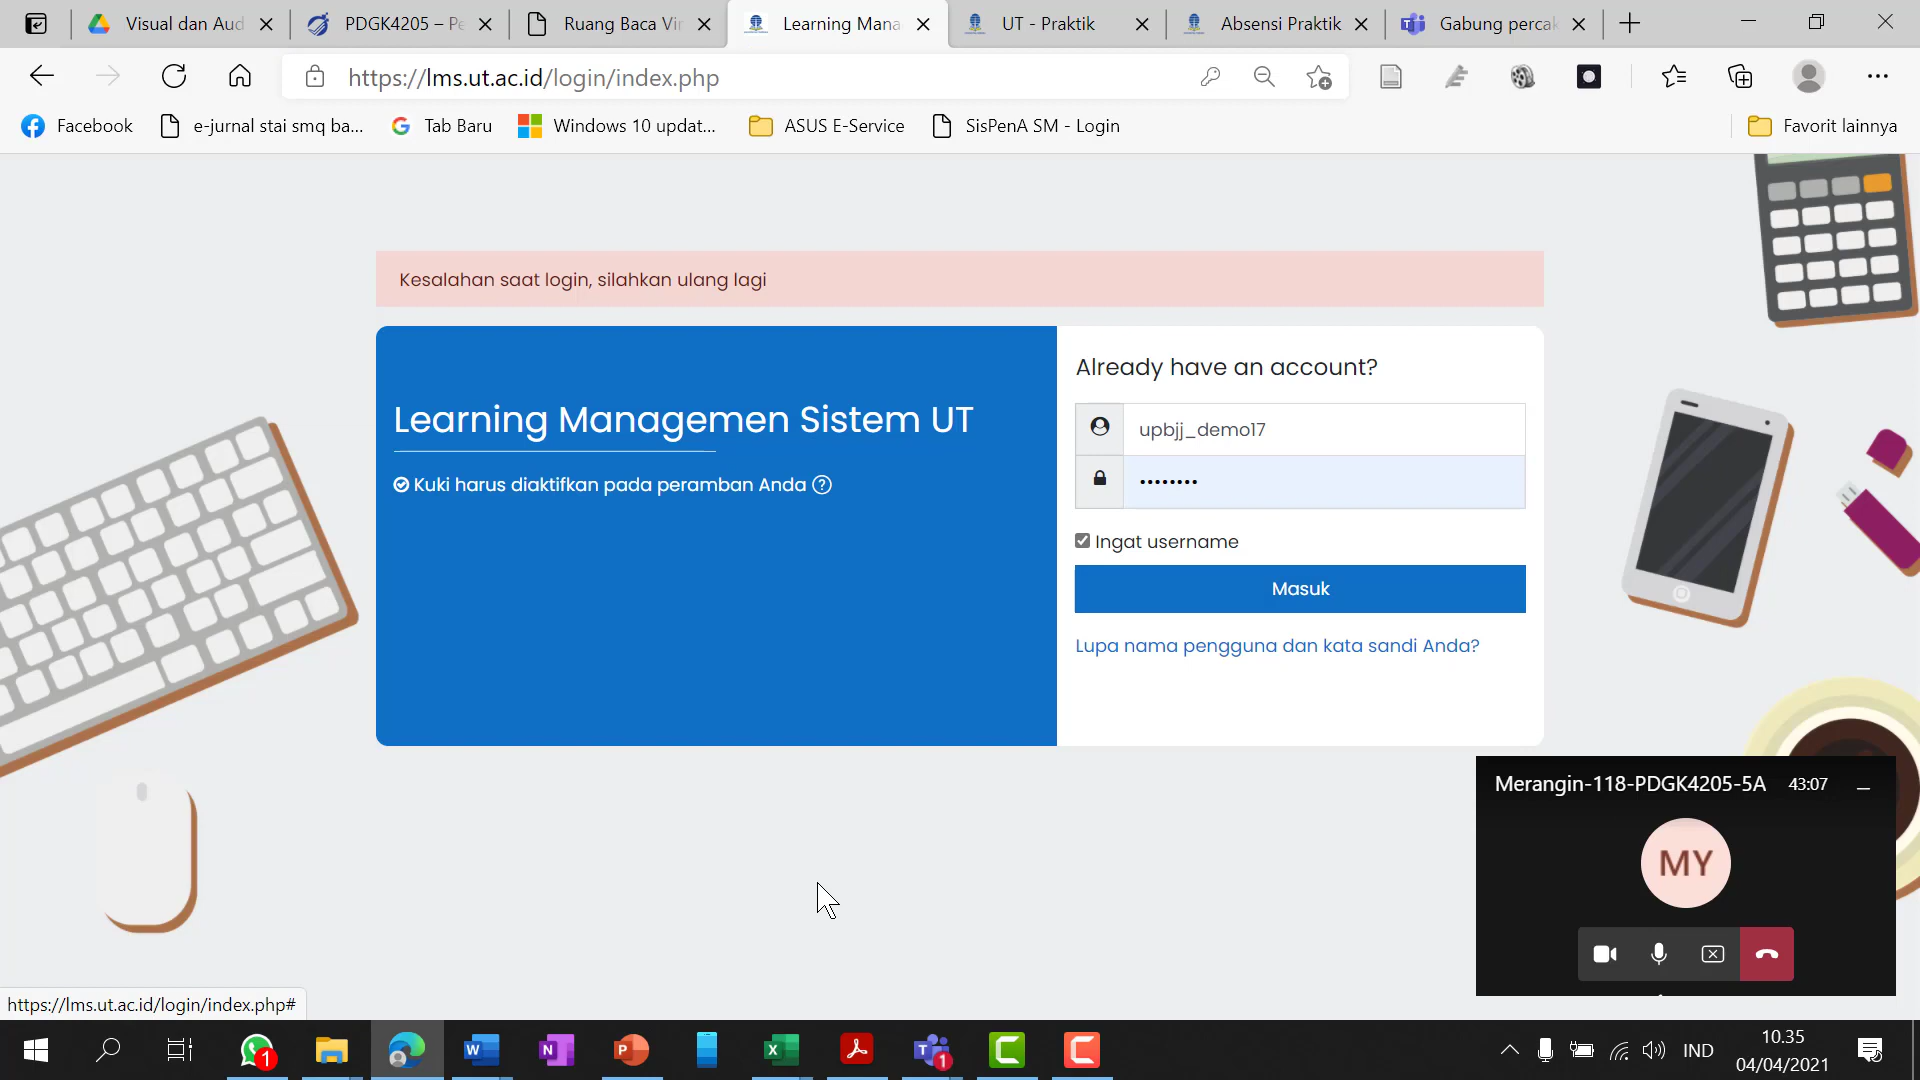 Visual dan Aud
PDGK4205 – Pe
Ruang Baca Vir
Learning Mana
UT - Praktik
Absensi Praktik
Gabung percak
https://lms.ut.ac.id/login/index.php
Facebook
e-jurnal stai smq ba...
Tab Baru
Windows 10 updat...
ASUS E-Service
SisPenA SM - Login
Favorit lainnya
Kesalahan saat login, silahkan ulang lagi
Learning Managemen Sistem UT
Kuki harus diaktifkan pada peramban Anda
Already have an account?
upbjj_demo17
••••••••
Ingat username
Masuk
Lupa nama pengguna dan kata sandi Anda?
Merangin-118-PDGK4205-5A 43:07
MY
https://lms.ut.ac.id/login/index.php#
1
1
IND
10.35
04/04/2021